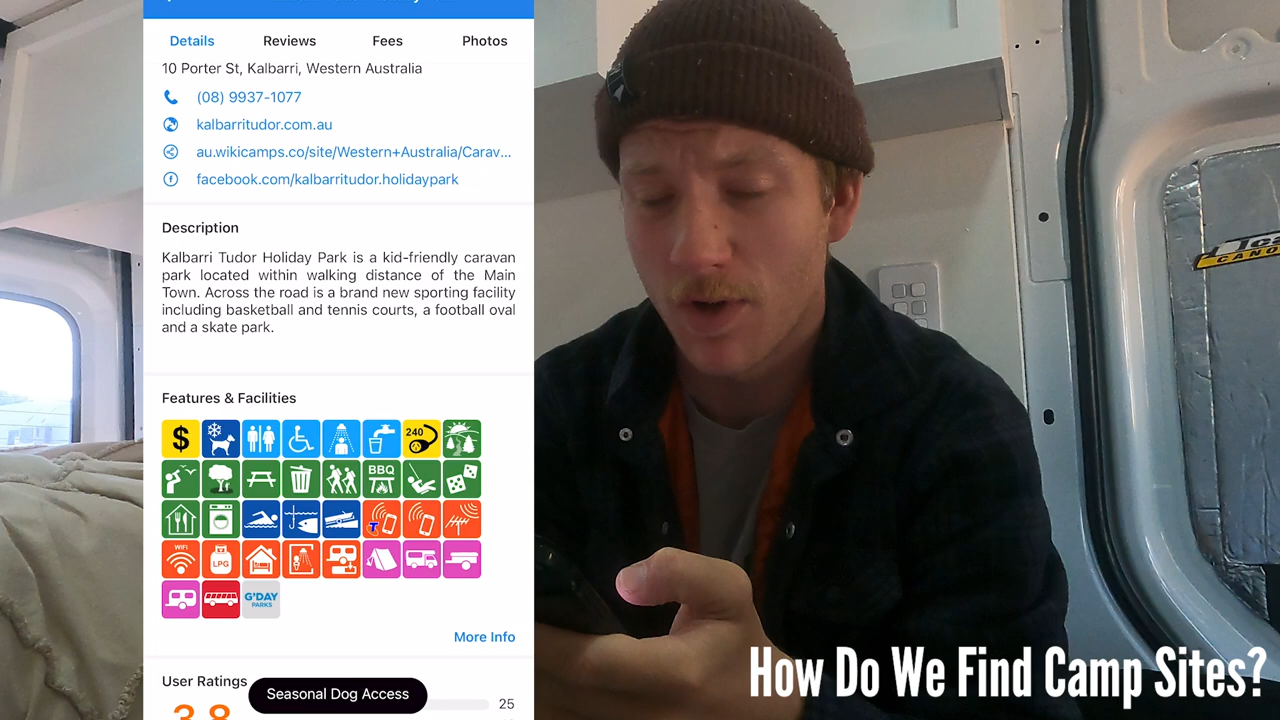 Details
Reviews
Fees
Photos
10 Porter St, Kalbarri, Western Australia
(08) 9937-1077
kalbarritudor.com.au
au.wikicamps.co/site/Western+Australia/Carav...
facebook.com/kalbarritudor.holidaypark
Description
Kalbarri Tudor Holiday Park is a kid-friendly caravan
park located within walking distance of the Main
Town. Across the road is a brand new sporting facility
including basketball and tennis courts, a football oval
and a skate park.
Features & Facilities
$
240
BBQ
T
WiFi
LPG
G'DAY
PARKS
More Info
User Ratings
3.8
Seasonal Dog Access
25
CANO
How Do We Find Camp Sites?